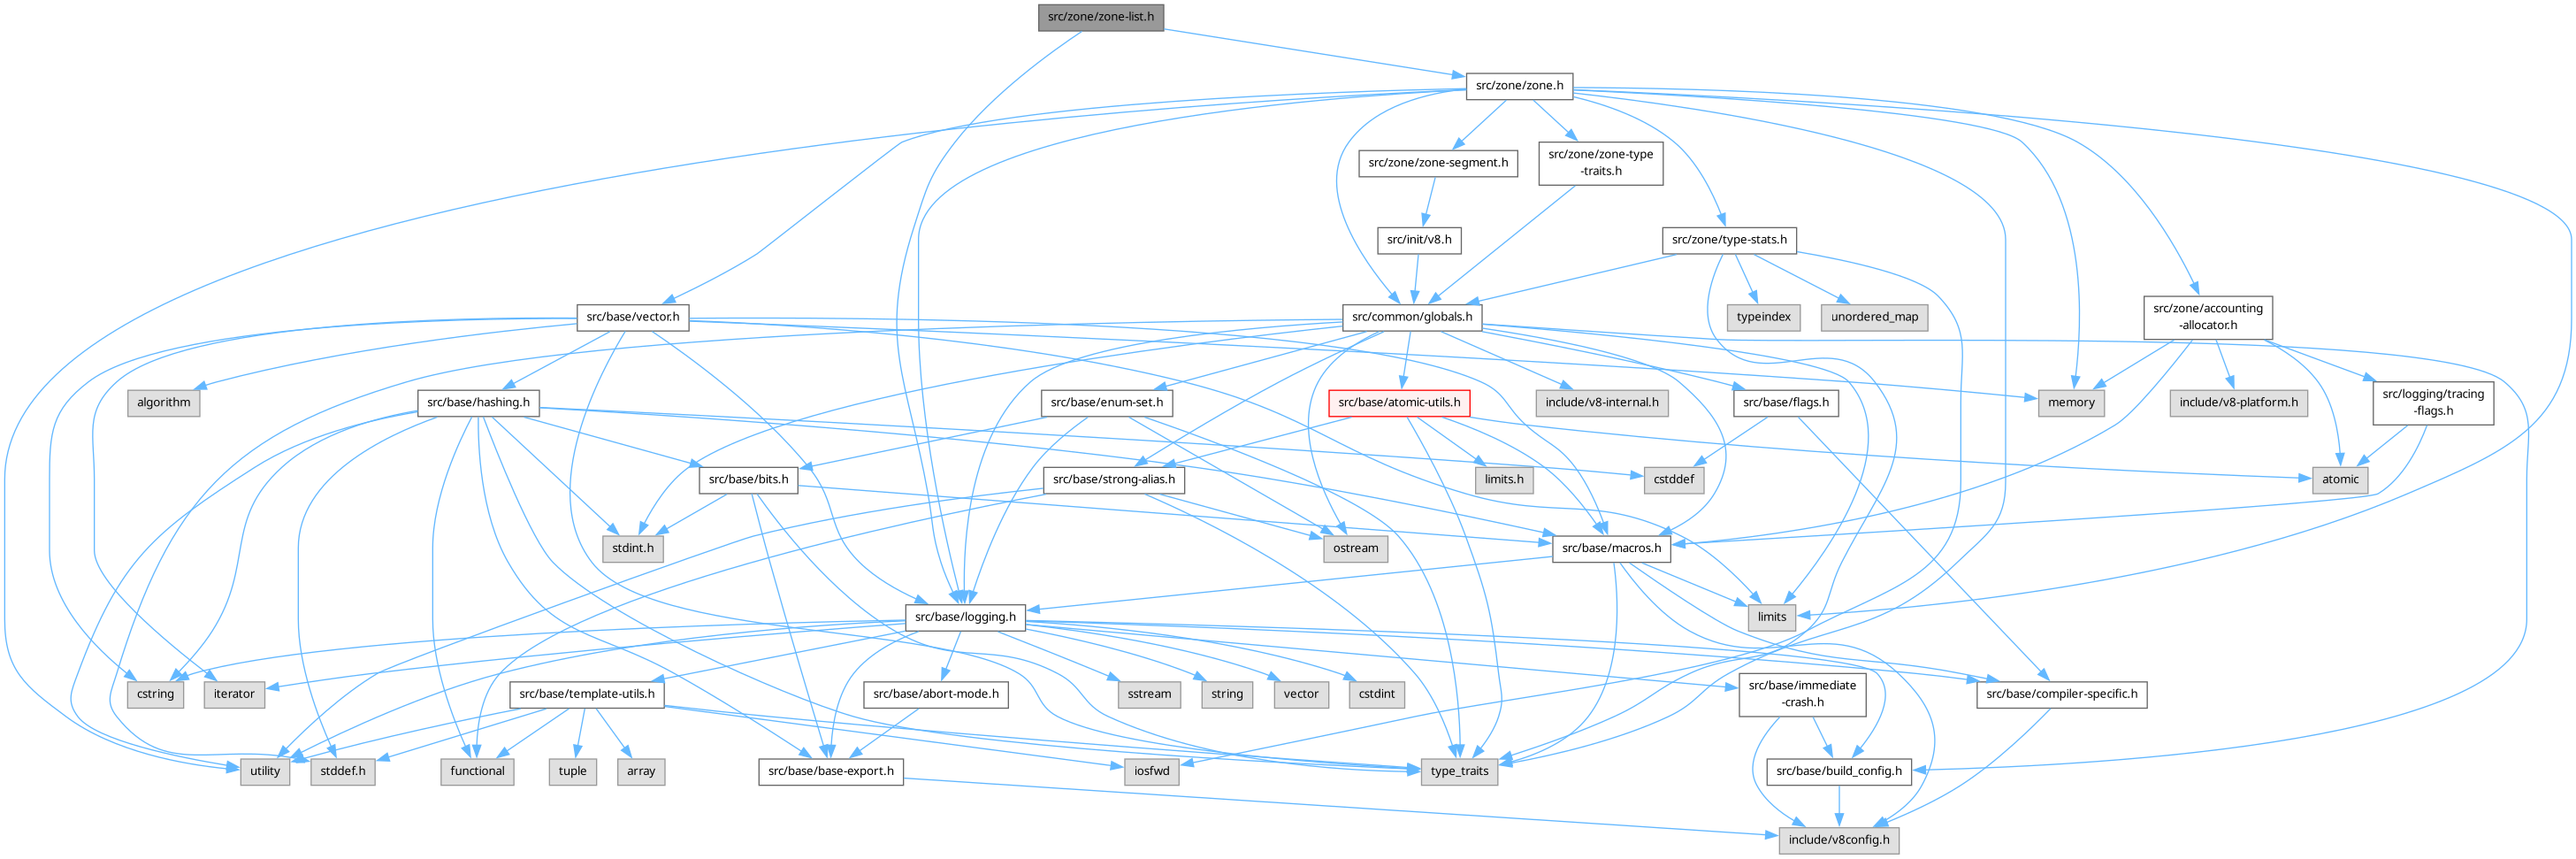 src/zone/zone-list.h
src/zone/zone.h
src/zone/zone-segment.h
src/zone/zone-type
-traits.h
src/init/v8.h
src/zone/type-stats.h
src/base/vector.h
src/common/globals.h
typeindex
unordered_map
src/zone/accounting
-allocator.h
algorithm
src/base/hashing.h
src/base/enum-set.h
src/base/atomic-utils.h
include/v8-internal.h
src/base/flags.h
memory
include/v8-platform.h
src/logging/tracing
-flags.h
src/base/bits.h
src/base/strong-alias.h
limits.h
cstddef
atomic
stdint.h
ostream
src/base/macros.h
src/base/logging.h
limits
cstring
iterator
src/base/template-utils.h
src/base/abort-mode.h
sstream
string
vector
cstdint
src/base/immediate
-crash.h
src/base/compiler-specific.h
utility
stddef.h
functional
tuple
array
src/base/base-export.h
iosfwd
type_traits
src/base/build_config.h
include/v8config.h